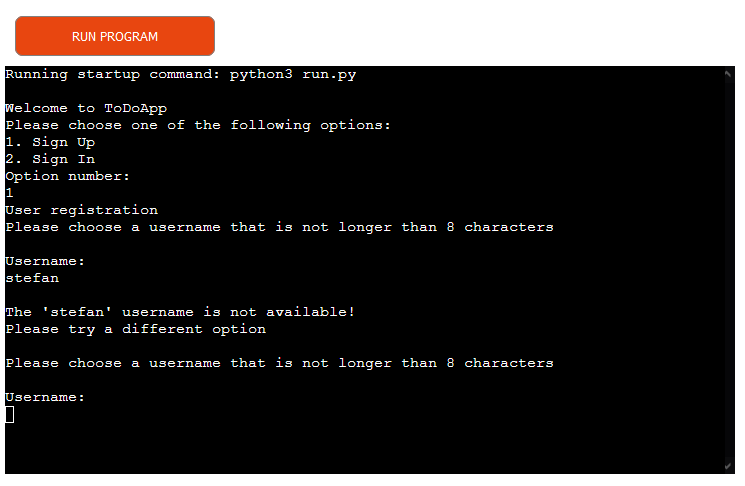 RUN PROGRAM
Running startup command: python3 run.py
Welcome to ToDoApp
Please choose one of the following options:
1. Sign Up
2. Sign In
Option number:
1
User registration
Please choose a username that is not longer than 8 characters
Username:
stefan
The 'stefan' username is not available!
Please try a different option
Please choose a username that is not longer than 8 characters
Username: